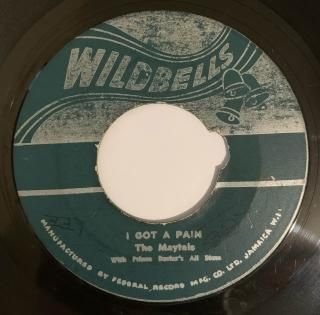 WILDBELLS
I GOT A PAIN
The Maytals
With Prince Buster's All Stars
MANUFACTURED BY FEDERAL RECORD MFG. CO. LTD. JAMAICA W.I.